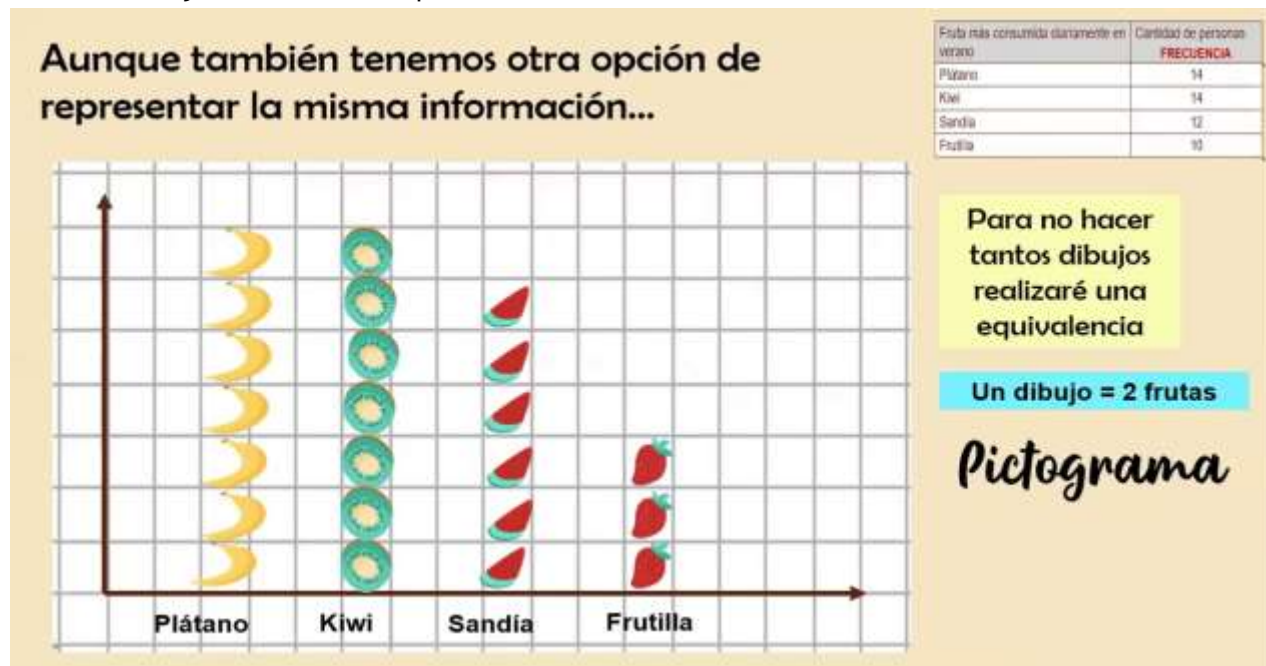 Aunque también tenemos otra opción de
representar la misma información...
Fruta más consumida diariamente en verano
Cantidad de personas
FRECUENCIA
Plátano 14
Kiwi 14
Sandía 12
Frutilla 10
Para no hacer
tantos dibujos
realizaré una
equivalencia
Un dibujo = 2 frutas
Pictograma
Plátano Kiwi Sandía Frutilla